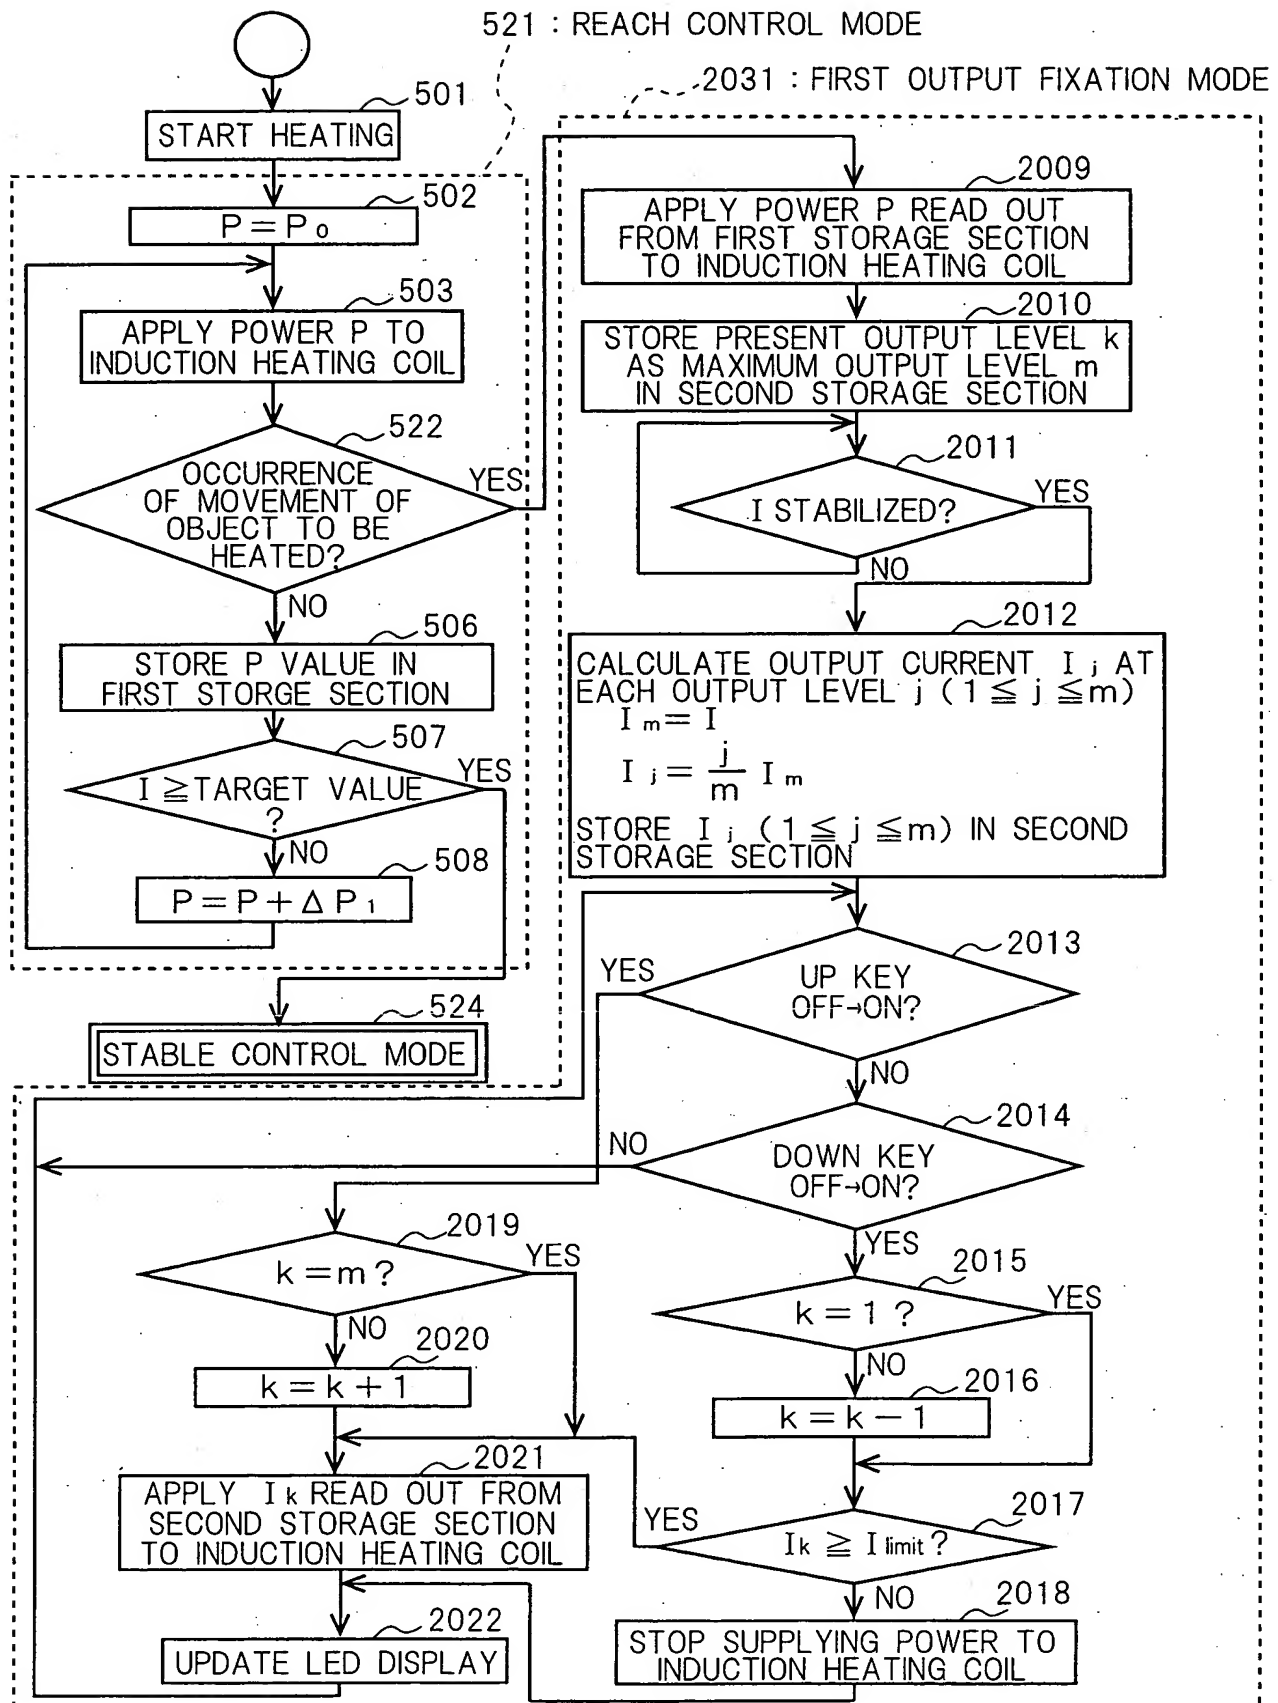 521 : REACH CONTROL MODE
2031 : FIRST OUTPUT FIXATION MODE
501
START HEATING
502
P = P0
503
APPLY POWER P TO
INDUCTION HEATING COIL
522
OCCURRENCE
OF MOVEMENT OF
OBJECT TO BE
HEATED?
YES
NO
506
STORE P VALUE IN
FIRST STORGE SECTION
507
I ≧ TARGET VALUE
?
YES
NO
508
P = P + Δ P1
524
STABLE CONTROL MODE
2009
APPLY POWER P READ OUT
FROM FIRST STORAGE SECTION
TO INDUCTION HEATING COIL
2010
STORE PRESENT OUTPUT LEVEL k
AS MAXIMUM OUTPUT LEVEL m
IN SECOND STORAGE SECTION
2011
I STABILIZED?
YES
NO
2012
CALCULATE OUTPUT CURRENT Ij AT
EACH OUTPUT LEVEL j (1 ≦ j ≦ m)
Im = I
Ij = j/m Im
STORE Ij (1 ≦ j ≦ m) IN SECOND
STORAGE SECTION
2013
UP KEY
OFF→ON?
YES
NO
2014
DOWN KEY
OFF→ON?
NO
YES
2015
k = 1 ?
YES
NO
2016
k = k − 1
2017
Ik ≧ I limit ?
YES
NO
2018
STOP SUPPLYING POWER TO
INDUCTION HEATING COIL
2019
k = m ?
YES
NO
2020
k = k + 1
2021
APPLY Ik READ OUT FROM
SECOND STORAGE SECTION
TO INDUCTION HEATING COIL
2022
UPDATE LED DISPLAY